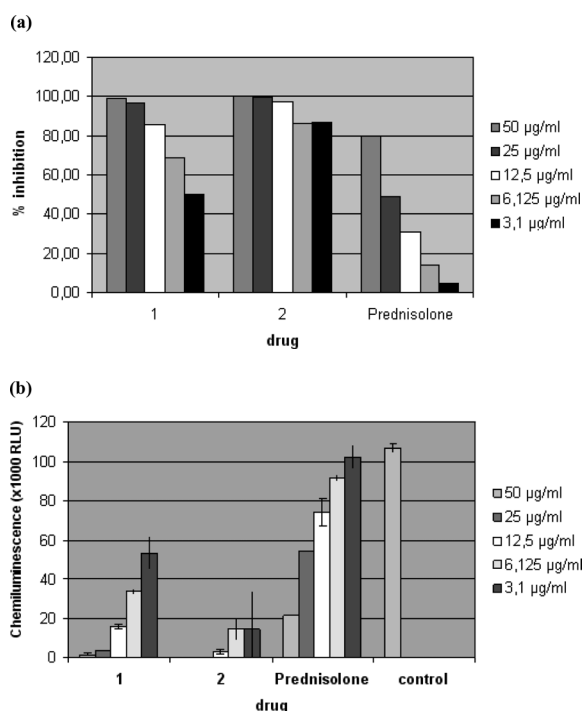 (a)
120,00
100,00
80,00
60,00
40,00
20,00
0,00
% inhibition
1 2 Prednisolone
drug
50 µg/ml
25 µg/ml
12,5 µg/ml
6,125 µg/ml
3,1 µg/ml
(b)
120
100
80
60
40
20
0
Chemiluminescence (x1000 RLU)
1 2 Prednisolone control
drug
50 µg/ml
25 µg/ml
12,5 µg/ml
6,125 µg/ml
3,1 µg/ml